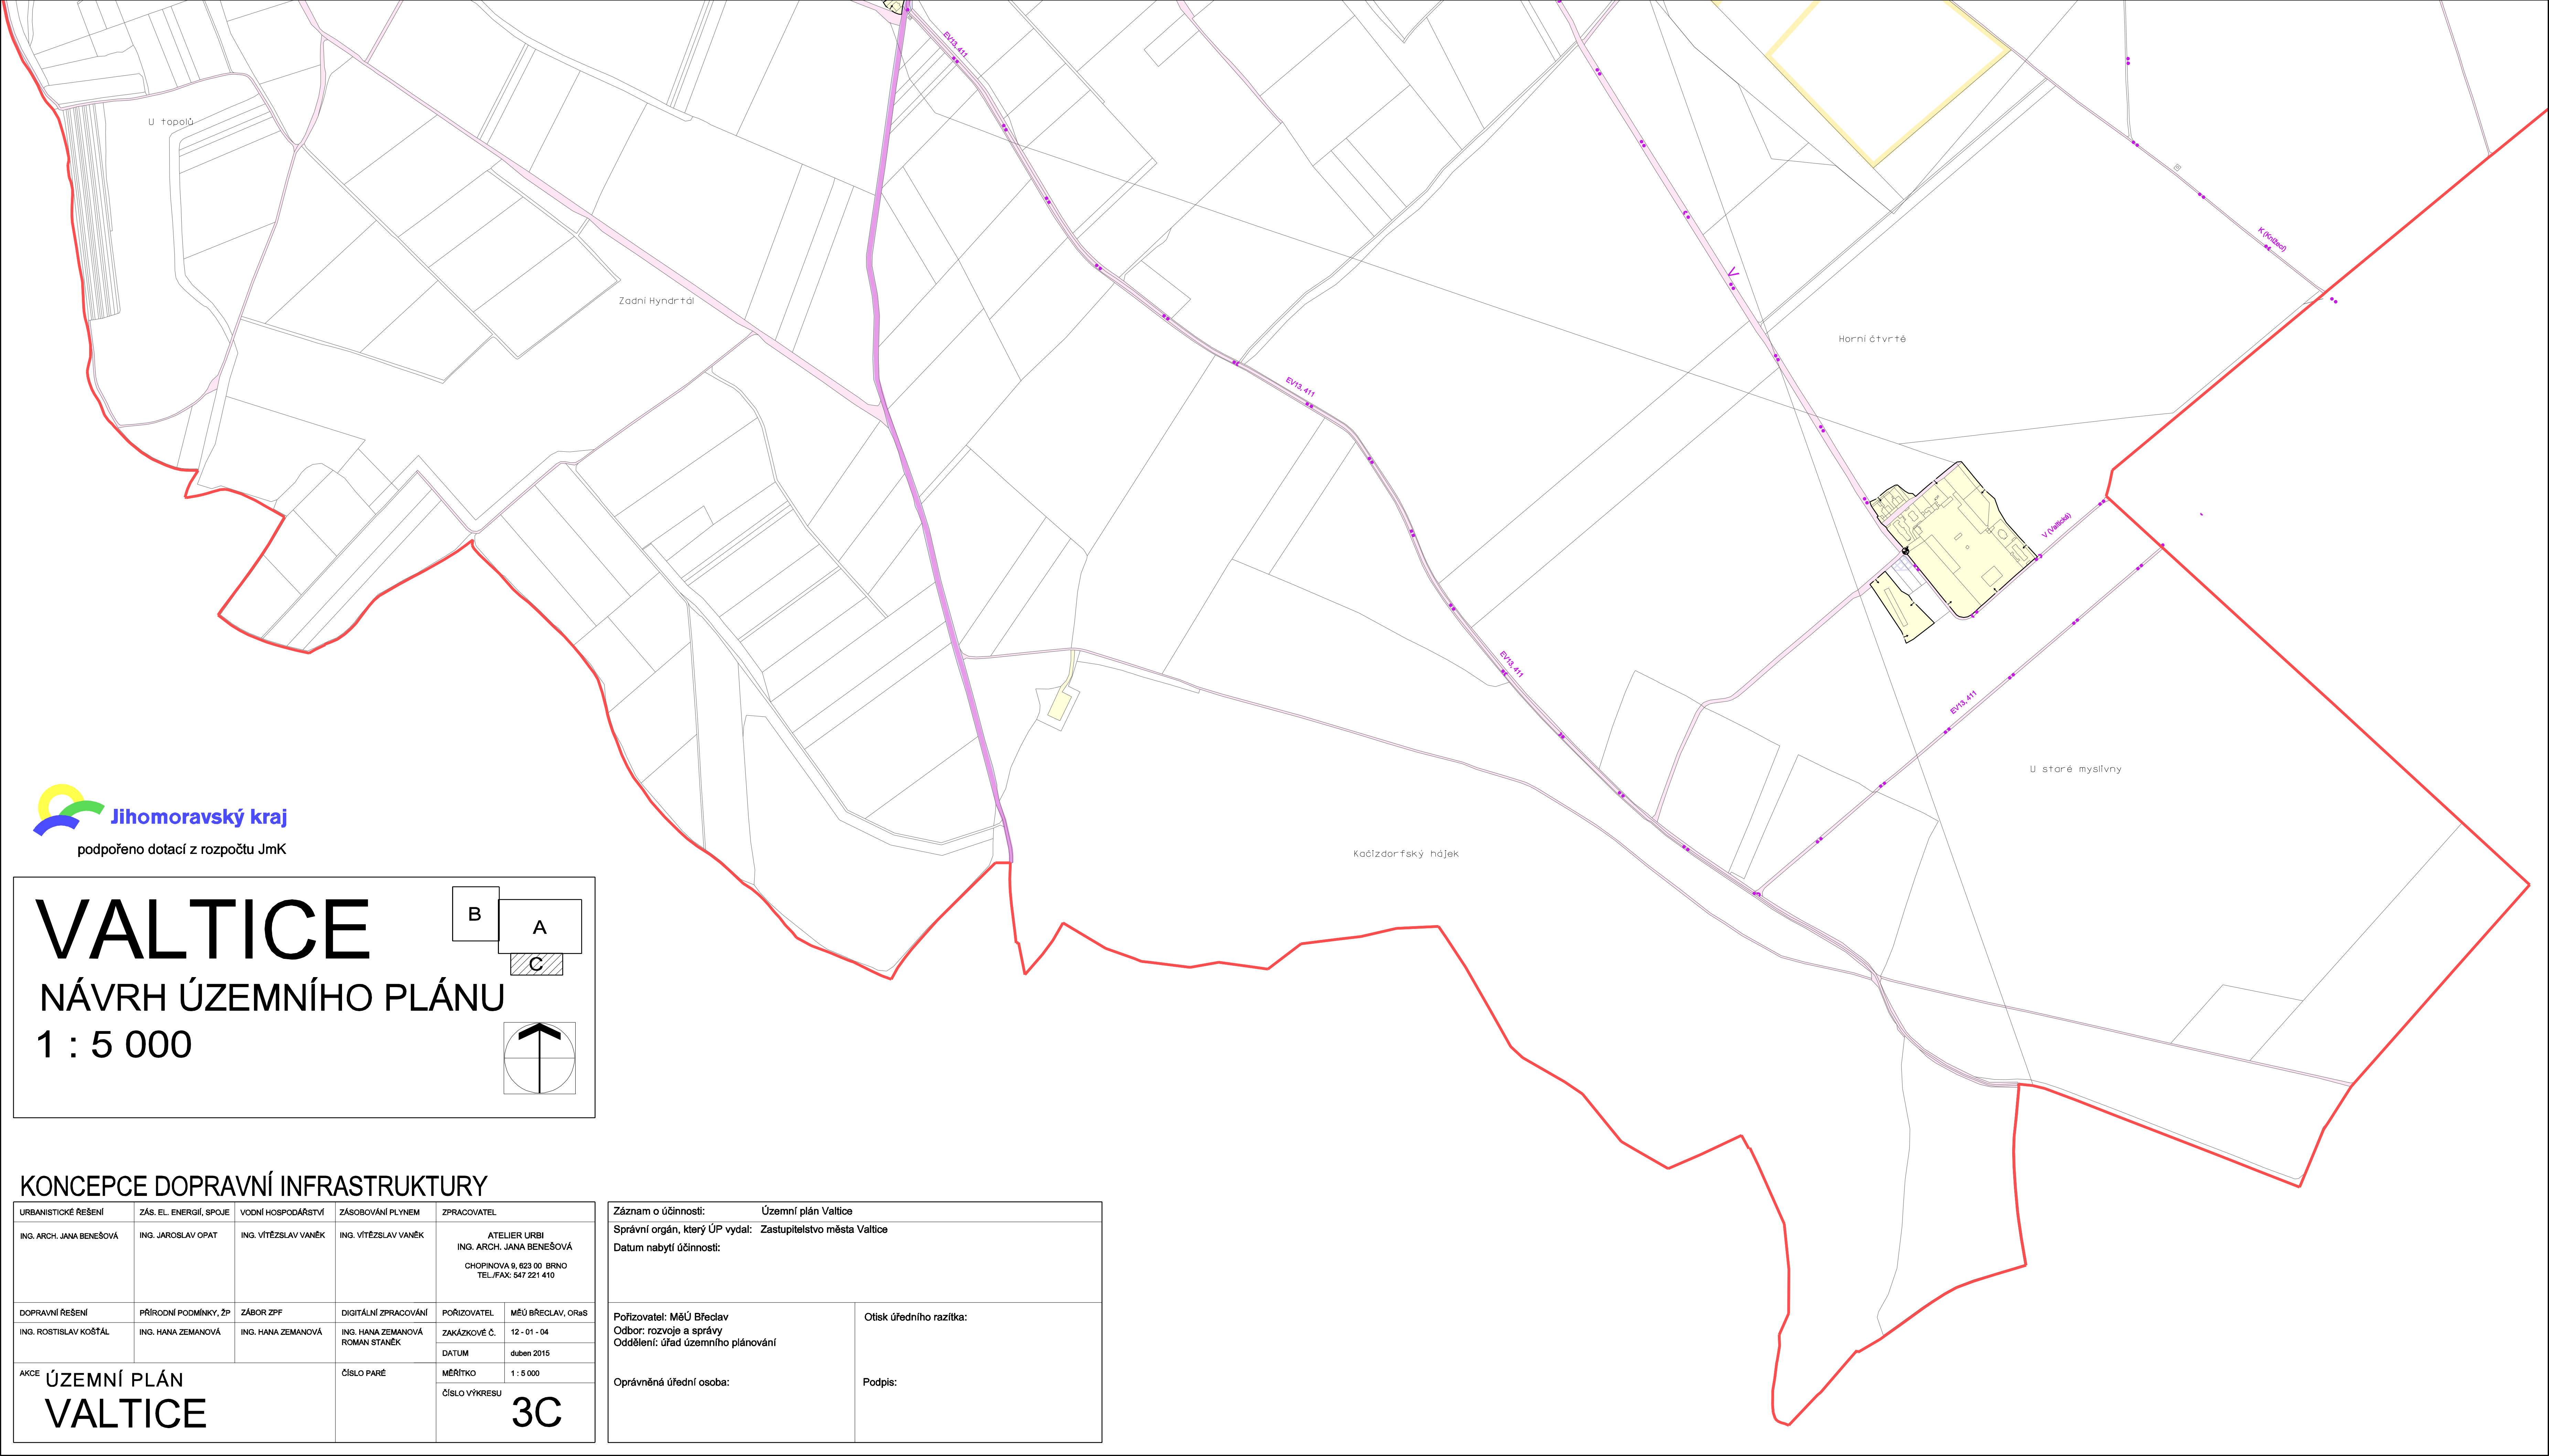 EV13, 411
U topolů
K (Knížecí)
V
Zadní Hyndrtál
Horní čtvrtě
EV13, 411
V (Valtická)
EV13, 411
EV13, 411
U staré myslivny
Kačizdorfský hájek
Jihomoravský kraj
podpořeno dotací z rozpočtu JmK
VALTICE
B
A
C
NÁVRH ÚZEMNÍHO PLÁNU
1 : 5 000
KONCEPCE DOPRAVNÍ INFRASTRUKTURY
URBANISTICKÉ ŘEŠENÍ
ZÁS. EL. ENERGIÍ, SPOJE
VODNÍ HOSPODÁŘSTVÍ
ZÁSOBOVÁNÍ PLYNEM
ZPRACOVATEL
ING. ARCH. JANA BENEŠOVÁ
ING. JAROSLAV OPAT
ING. VÍTĚZSLAV VANĚK
ING. VÍTĚZSLAV VANĚK
ATELIER URBI
ING. ARCH. JANA BENEŠOVÁ
CHOPINOVA 9, 623 00 BRNO
TEL./FAX: 547 221 410
DOPRAVNÍ ŘEŠENÍ
PŘÍRODNÍ PODMÍNKY, ŽP
ZÁBOR ZPF
DIGITÁLNÍ ZPRACOVÁNÍ
POŘIZOVATEL
MĚÚ BŘECLAV, ORaS
ING. ROSTISLAV KOŠŤÁL
ING. HANA ZEMANOVÁ
ING. HANA ZEMANOVÁ
ING. HANA ZEMANOVÁ
ROMAN STANĚK
ZAKÁZKOVÉ Č.
12 - 01 - 04
DATUM
duben 2015
AKCE
ÚZEMNÍ PLÁN
VALTICE
ČÍSLO PARÉ
MĚŘÍTKO
1 : 5 000
ČÍSLO VÝKRESU
3C
Záznam o účinnosti: Územní plán Valtice
Správní orgán, který ÚP vydal: Zastupitelstvo města Valtice
Datum nabytí účinnosti:
Pořizovatel: MěÚ Břeclav
Odbor: rozvoje a správy
Oddělení: úřad územního plánování
Oprávněná úřední osoba:
Otisk úředního razítka:
Podpis: